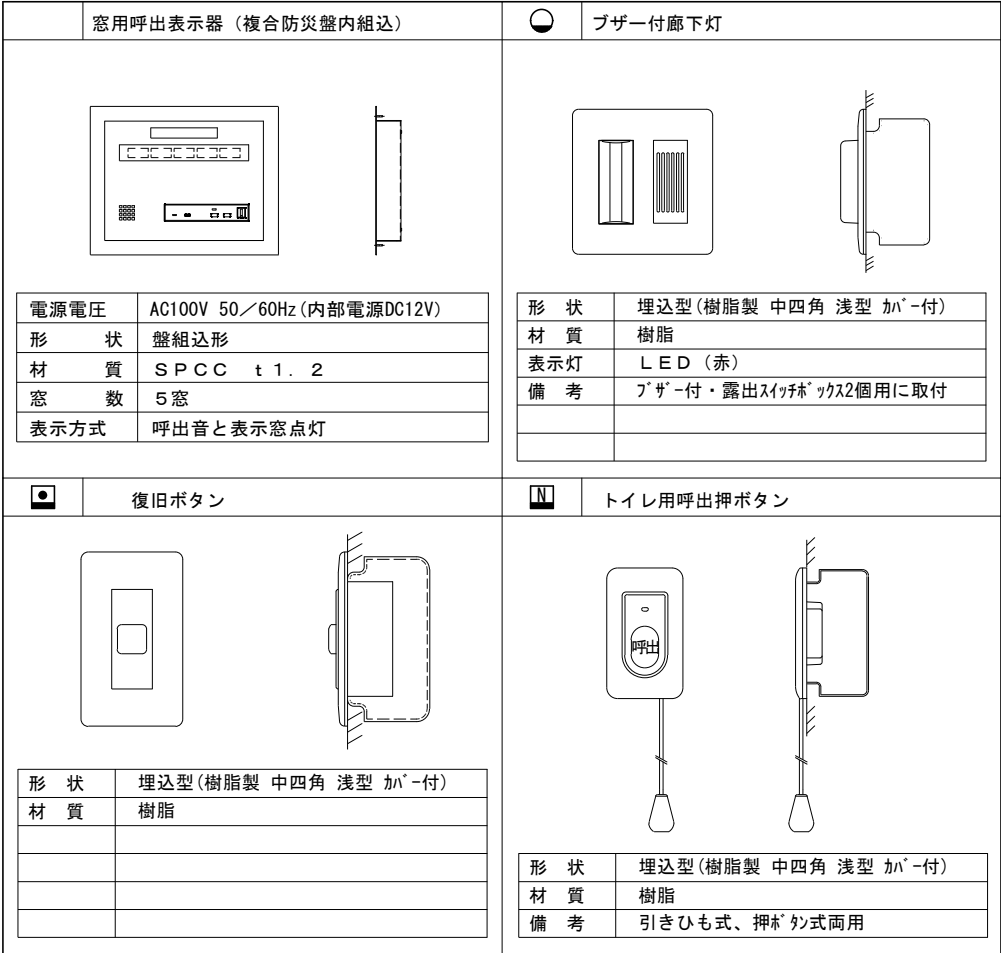 窓用呼出表示器（複合防災盤内組込）
電源電圧 AC100V 50／60Hz(内部電源DC12V)
形 状 盤組込形
材 質 ＳＰＣＣ ｔ１．２
窓 数 ５窓
表示方式 呼出音と表示窓点灯
ブザー付廊下灯
形 状 埋込型(樹脂製 中四角 浅型 ｶﾊﾞｰ付)
材 質 樹脂
表示灯 ＬＥＤ（赤）
備 考 ﾌﾞｻﾞｰ付・露出ｽｲｯﾁﾎﾞｯｸｽ2個用に取付
復旧ボタン
形 状 埋込型(樹脂製 中四角 浅型 ｶﾊﾞｰ付)
材 質 樹脂
N トイレ用呼出押ボタン
呼出
形 状 埋込型(樹脂製 中四角 浅型 ｶﾊﾞｰ付)
材 質 樹脂
備 考 引きひも式、押ﾎﾞﾀﾝ式両用